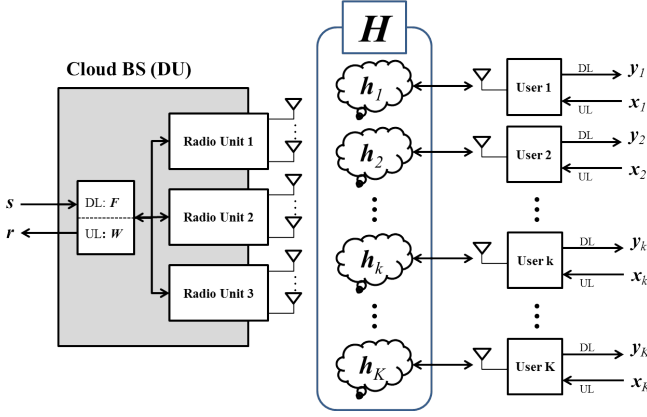 H
Cloud BS (DU)
s
r
DL: F
UL: W
Radio Unit 1
Radio Unit 2
Radio Unit 3
h1
h2
hk
hK
User 1
DL
y1
UL
x1
User 2
DL
y2
UL
x2
User k
DL
yk
UL
xk
User K
DL
yK
UL
xK